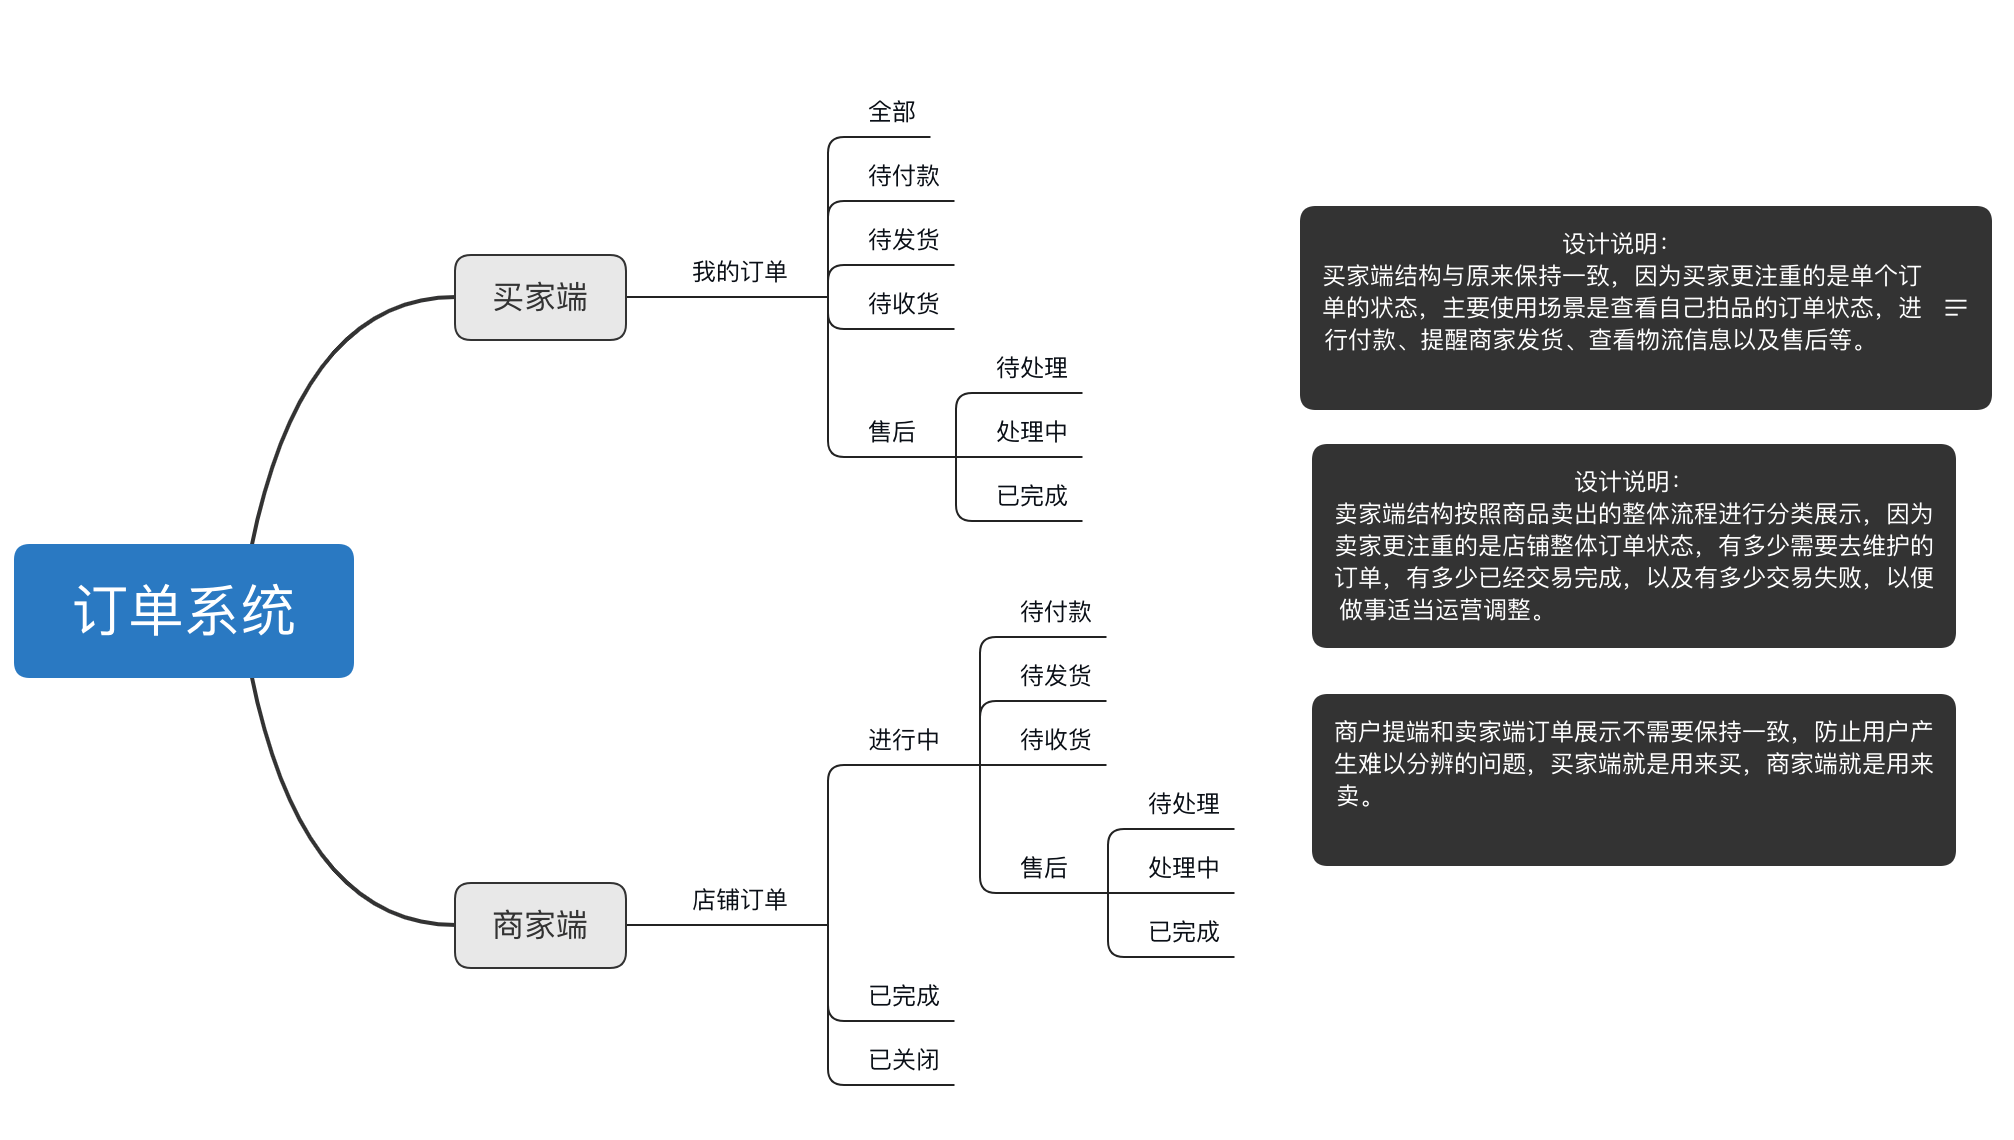 订单系统
买家端
我的订单
全部
待付款
待发货
待收货
售后
待处理
处理中
已完成
商家端
店铺订单
进行中
待付款
待发货
待收货
售后
待处理
处理中
已完成
已完成
已关闭
设计说明：
买家端结构与原来保持一致，因为买家更注重的是单个订
单的状态，主要使用场景是查看自己拍品的订单状态，进
行付款、提醒商家发货、查看物流信息以及售后等。
设计说明：
卖家端结构按照商品卖出的整体流程进行分类展示，因为
卖家更注重的是店铺整体订单状态，有多少需要去维护的
订单，有多少已经交易完成，以及有多少交易失败，以便
做事适当运营调整。
商户提端和卖家端订单展示不需要保持一致，防止用户产
生难以分辨的问题，买家端就是用来买，商家端就是用来
卖。